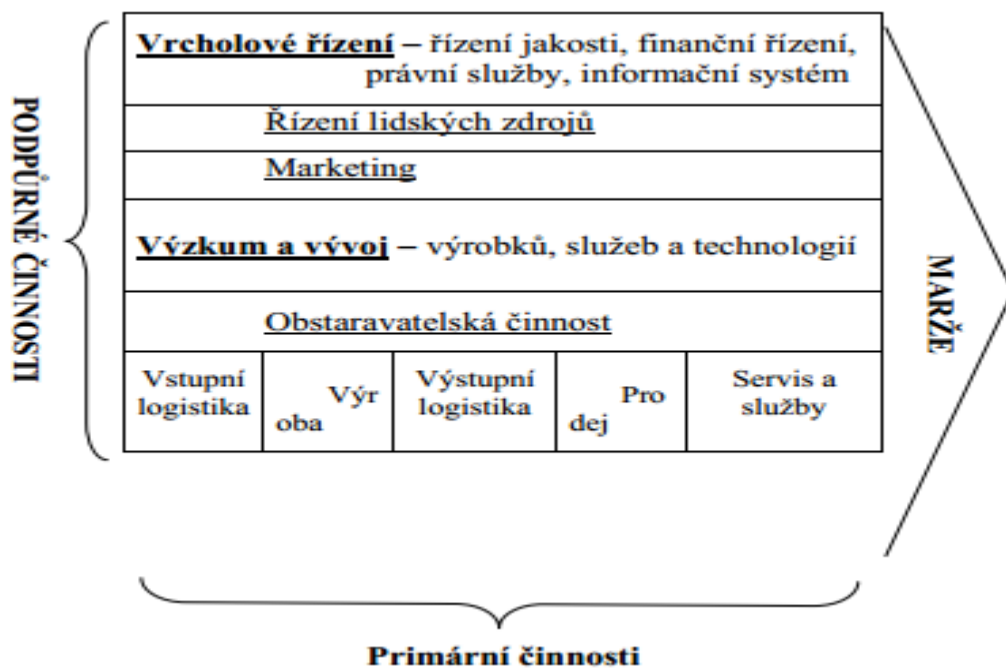 Vrcholové řízení – řízení jakosti, finanční řízení,
právní služby, informační systém
Řízení lidských zdrojů
Marketing
Výzkum a vývoj – výrobků, služeb a technologií
Obstaravatelská činnost
Vstupní
logistika
Výr
oba
Výstupní
logistika
Pro
dej
Servis a
služby
PODPŮRNÉ ČINNOSTI
MARŽE
Primární činnosti